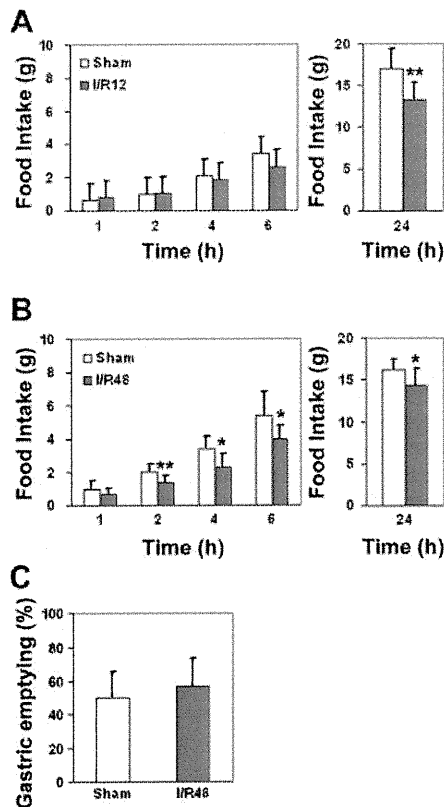 A
Food Intake (g)
10
8
6
4
2
0
Sham
I/R12
1 2 4 6
Time (h)
Food Intake (g)
20
15
10
5
0
**
24
Time (h)
B
Food Intake (g)
10
8
6
4
2
0
Sham
I/R48
**
*
*
1 2 4 6
Time (h)
Food Intake (g)
20
15
10
5
0
*
24
Time (h)
C
Gastric emptying (%)
100
80
60
40
20
0
Sham I/R48